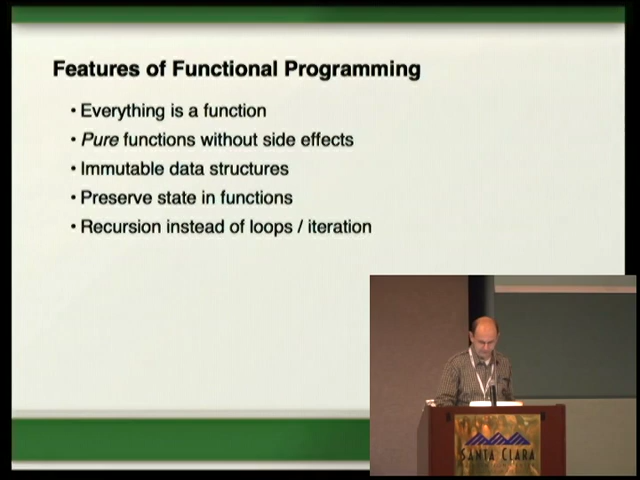 Features of Functional Programming
• Everything is a function
• Pure functions without side effects
• Immutable data structures
• Preserve state in functions
• Recursion instead of loops / iteration
SANTA CLARA